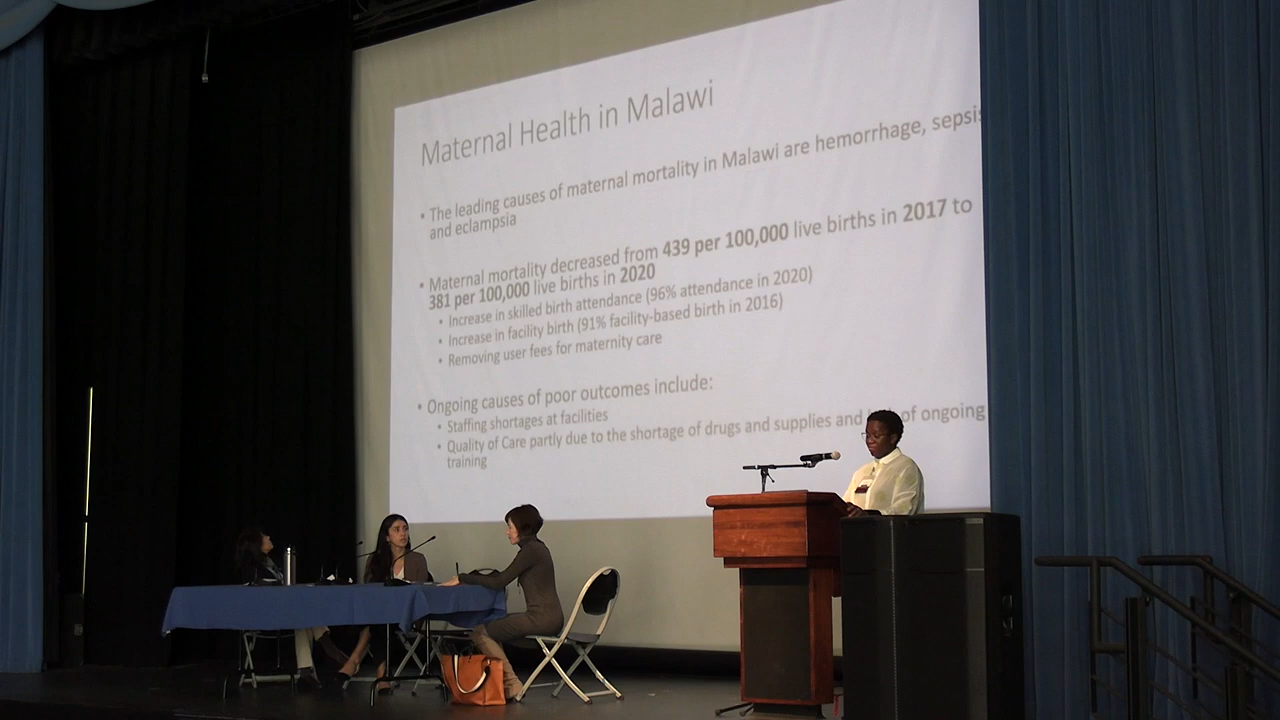 Maternal Health in Malawi
• The leading causes of maternal mortality in Malawi are hemorrhage, sepsis
and eclampsia
• Maternal mortality decreased from 439 per 100,000 live births in 2017 to
381 per 100,000 live births in 2020
• Increase in skilled birth attendance (96% attendance in 2020)
• Increase in facility birth (91% facility-based birth in 2016)
• Removing user fees for maternity care
• Ongoing causes of poor outcomes include:
• Staffing shortages at facilities
• Quality of Care partly due to the shortage of drugs and supplies and of ongoing
training